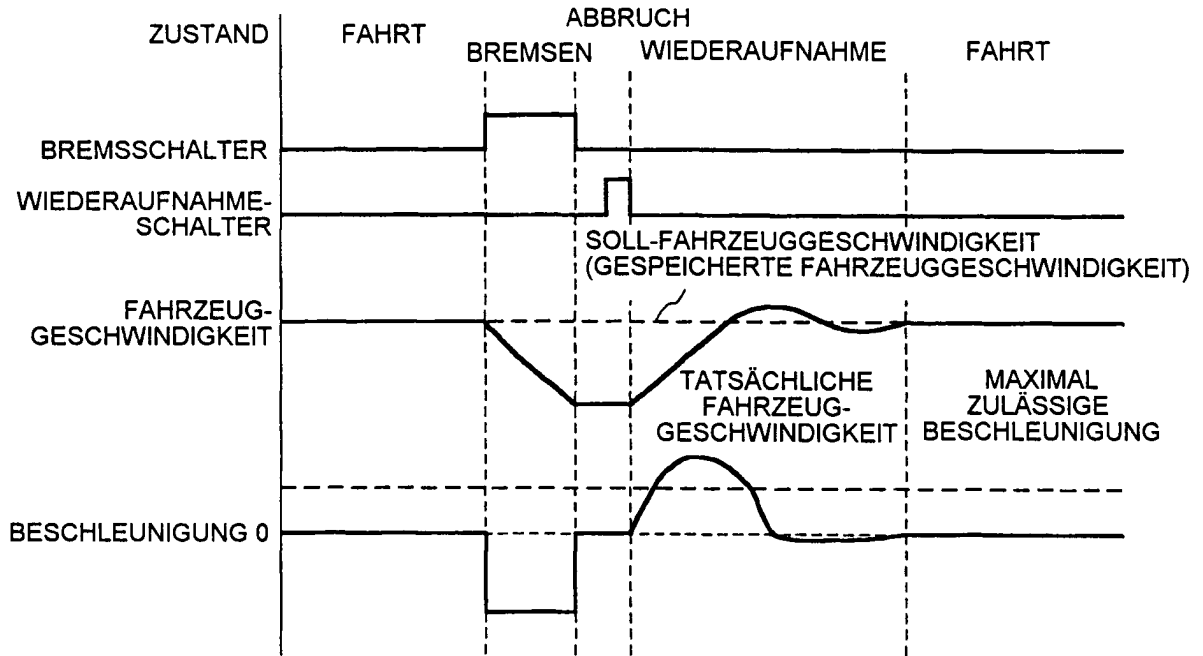 ZUSTAND
FAHRT
BREMSEN
ABBRUCH
WIEDERAUFNAHME
FAHRT
BREMSSCHALTER
WIEDERAUFNAHME-
SCHALTER
SOLL-FAHRZEUGGESCHWINDIGKEIT
(GESPEICHERTE FAHRZEUGGESCHWINDIGKEIT)
FAHRZEUG-
GESCHWINDIGKEIT
TATSÄCHLICHE
FAHRZEUG-
GESCHWINDIGKEIT
MAXIMAL
ZULÄSSIGE
BESCHLEUNIGUNG
BESCHLEUNIGUNG 0